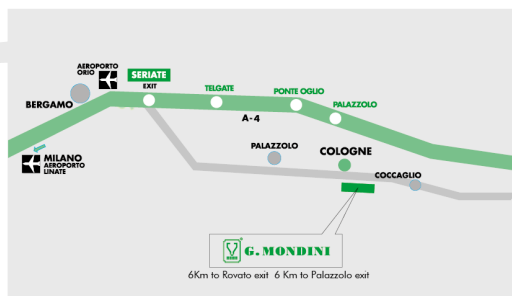 AEROPORTO
ORIO
SERIATE
EXIT
TELGATE
PONTE OGLIO
PALAZZOLO
BERGAMO
A-4
MILANO
AEROPORTO
LINATE
PALAZZOLO
COLOGNE
COCCAGLIO
G. MONDINI
6Km to Rovato exit 6 Km to Palazzolo exit